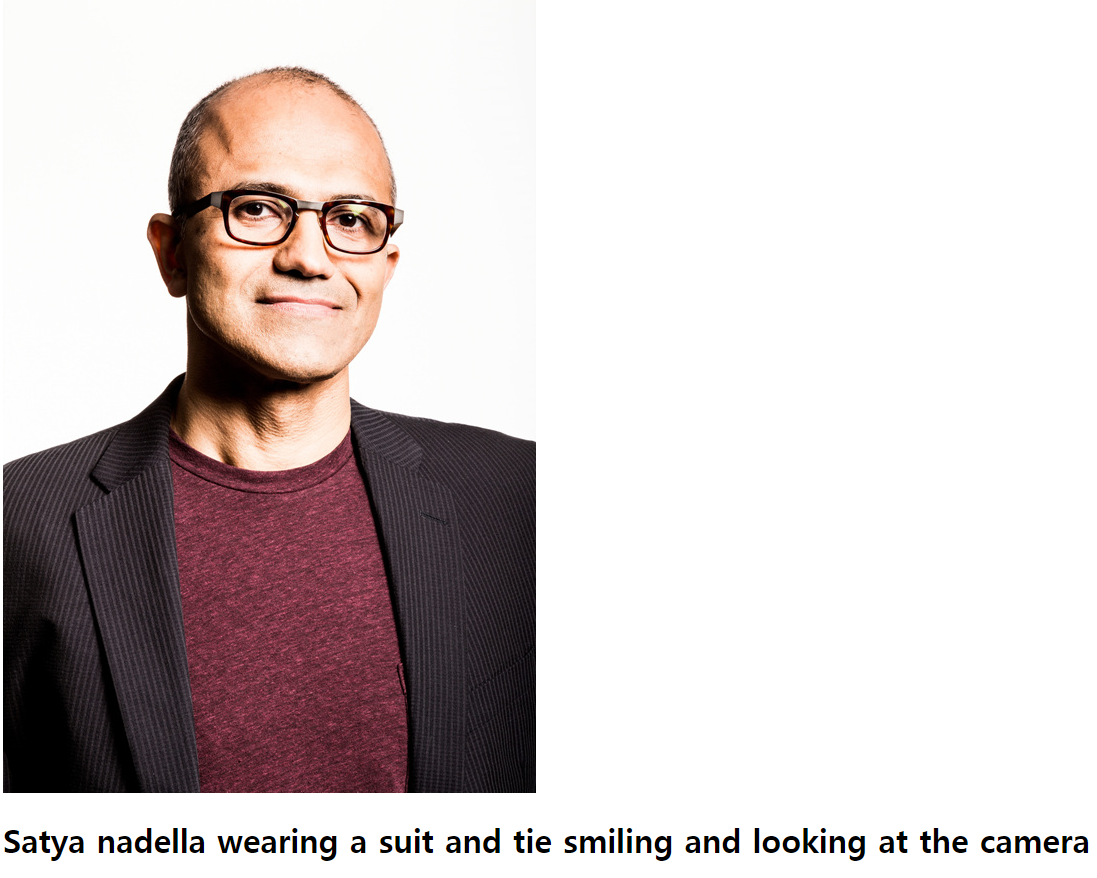 Satya nadella wearing a suit and tie smiling and looking at the camera